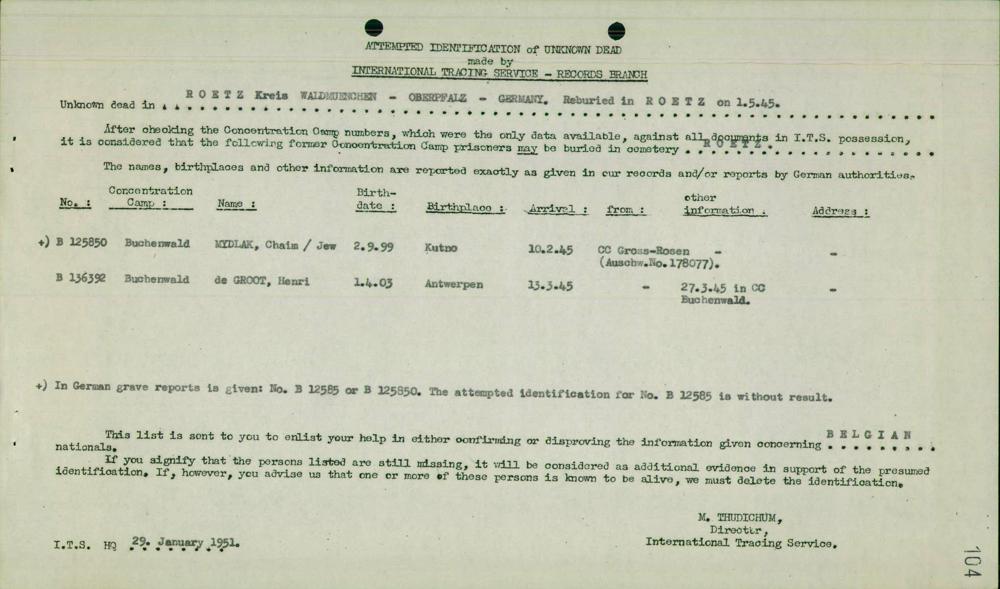 ATTEMPTED IDENTIFICATION of UNKNOWN DEAD
made by
INTERNATIONAL TRACING SERVICE - RECORDS BRANCH
Unknown dead in R O E T Z Kreis WALDMUENCHEN - OBERPFALZ - GERMANY. Reburied in R O E T Z on 1.5.45.
After checking the Concentration Camp numbers, which were the only data available, against all documents in I.T.S. possession,
it is considered that the following former Concentration Camp prisoners may be buried in cemetery R O E T Z.
The names, birthplaces and other information are reported exactly as given in our records and/or reports by German authorities.
No. : Concentration Camp : Name : Birth-date : Birthplace : Arrival : from : other information : Address :
+) B 125850 Buchenwald MYDLAK, Chaim / Jew 2.9.99 Kutno 10.2.45 CC Gross-Rosen - -
(Auschw.No.178077).
B 136392 Buchenwald de GROOT, Henri 1.4.03 Antwerpen 13.3.45 - 27.3.45 in CC -
Buchenwald.
+) In German grave reports is given: No. B 12585 or B 125850. The attempted identification for No. B 12585 is without result.
This list is sent to you to enlist your help in either confirming or disproving the information given concerning B E L G I A N
nationals.
If you signify that the persons listed are still missing, it will be considered as additional evidence in support of the presumed
identification. If, however, you advise us that one or more of these persons is known to be alive, we must delete the identification.
M. THUDICHUM,
Director,
International Tracing Service.
I.T.S. HQ 29. January 1951.
104